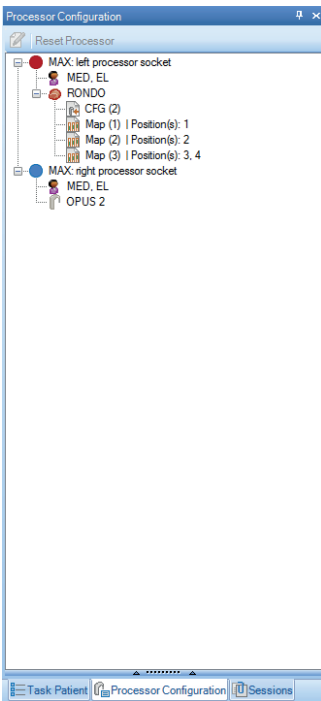 Processor Configuration
Reset Processor
MAX: left processor socket
MED, EL
RONDO
CFG (2)
Map (1) | Position(s): 1
Map (2) | Position(s): 2
Map (3) | Position(s): 3, 4
MAX: right processor socket
MED, EL
OPUS 2
Task Patient Processor Configuration Sessions